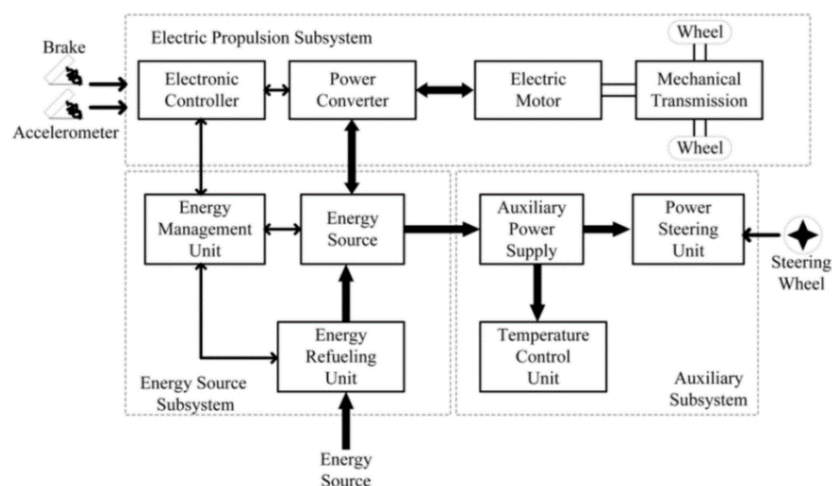 Electric Propulsion Subsystem
Wheel
Brake
Electronic
Controller
Power
Converter
Electric
Motor
Mechanical
Transmission
Accelerometer
Wheel
Energy
Management
Unit
Energy
Source
Auxiliary
Power
Supply
Power
Steering
Unit
Steering
Wheel
Energy
Refueling
Unit
Temperature
Control
Unit
Energy Source
Subsystem
Auxiliary
Subsystem
Energy
Source